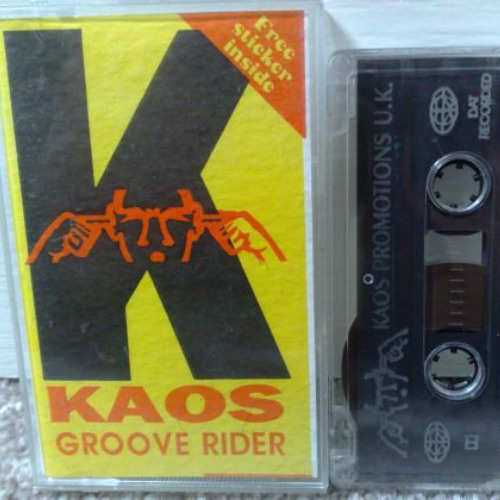 Free
sticker
inside
K
KAOS
GROOVE RIDER
KAOS PROMOTIONS U.K.
DAT
RECORDED